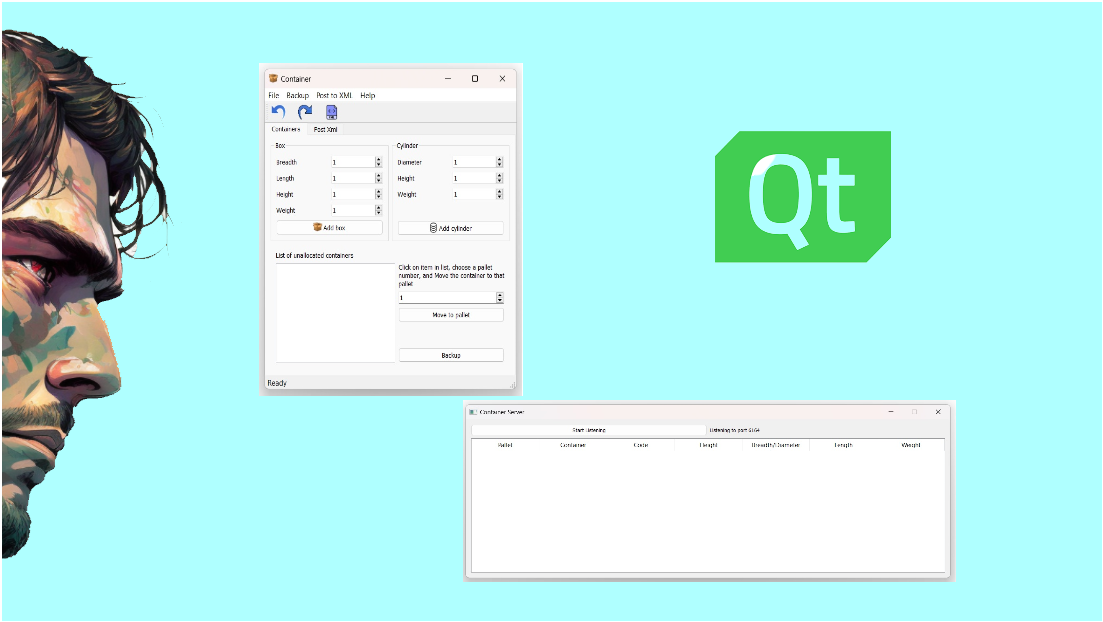 Container
File Backup Post to XML Help
Containers Post Xml
Box
Breadth 1
Length 1
Height 1
Weight 1
Add box
Cylinder
Diameter 1
Height 1
Weight 1
Add cylinder
List of unallocated containers
Click on item in list, choose a pallet
number, and Move the container to that
pallet
1
Move to pallet
Backup
Ready
Qt
Container Server
Start Listening Listening to port 6164
Pallet Container Code Height Breadth/Diameter Length Weight